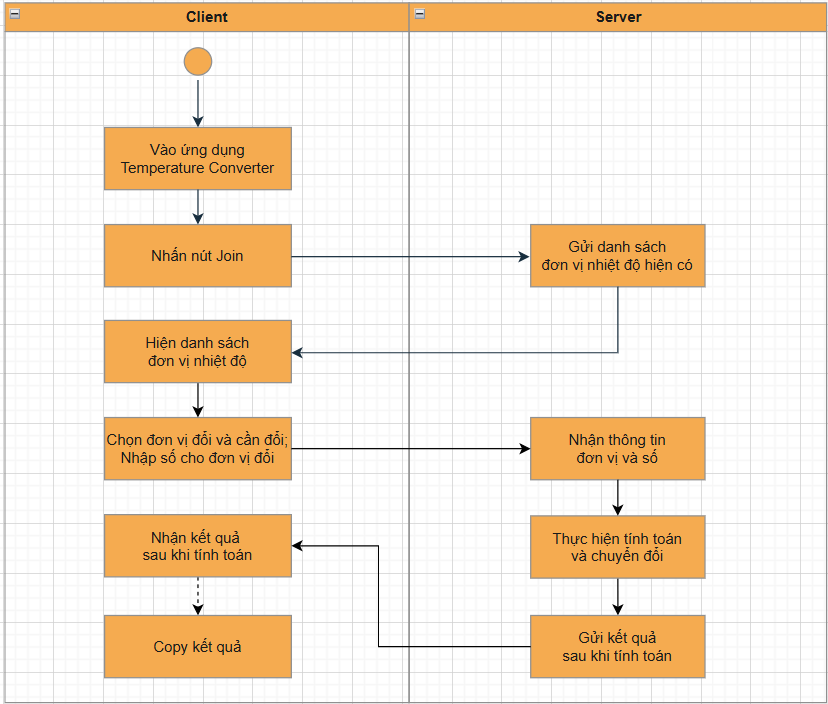 Client
Server
Vào ứng dụng
Temperature Converter
Nhấn nút Join
Gửi danh sách
đơn vị nhiệt độ hiện có
Hiện danh sách
đơn vị nhiệt độ
Chọn đơn vị đổi và cần đổi;
Nhập số cho đơn vị đổi
Nhận thông tin
đơn vị và số
Nhận kết quả
sau khi tính toán
Thực hiện tính toán
và chuyển đổi
Copy kết quả
Gửi kết quả
sau khi tính toán